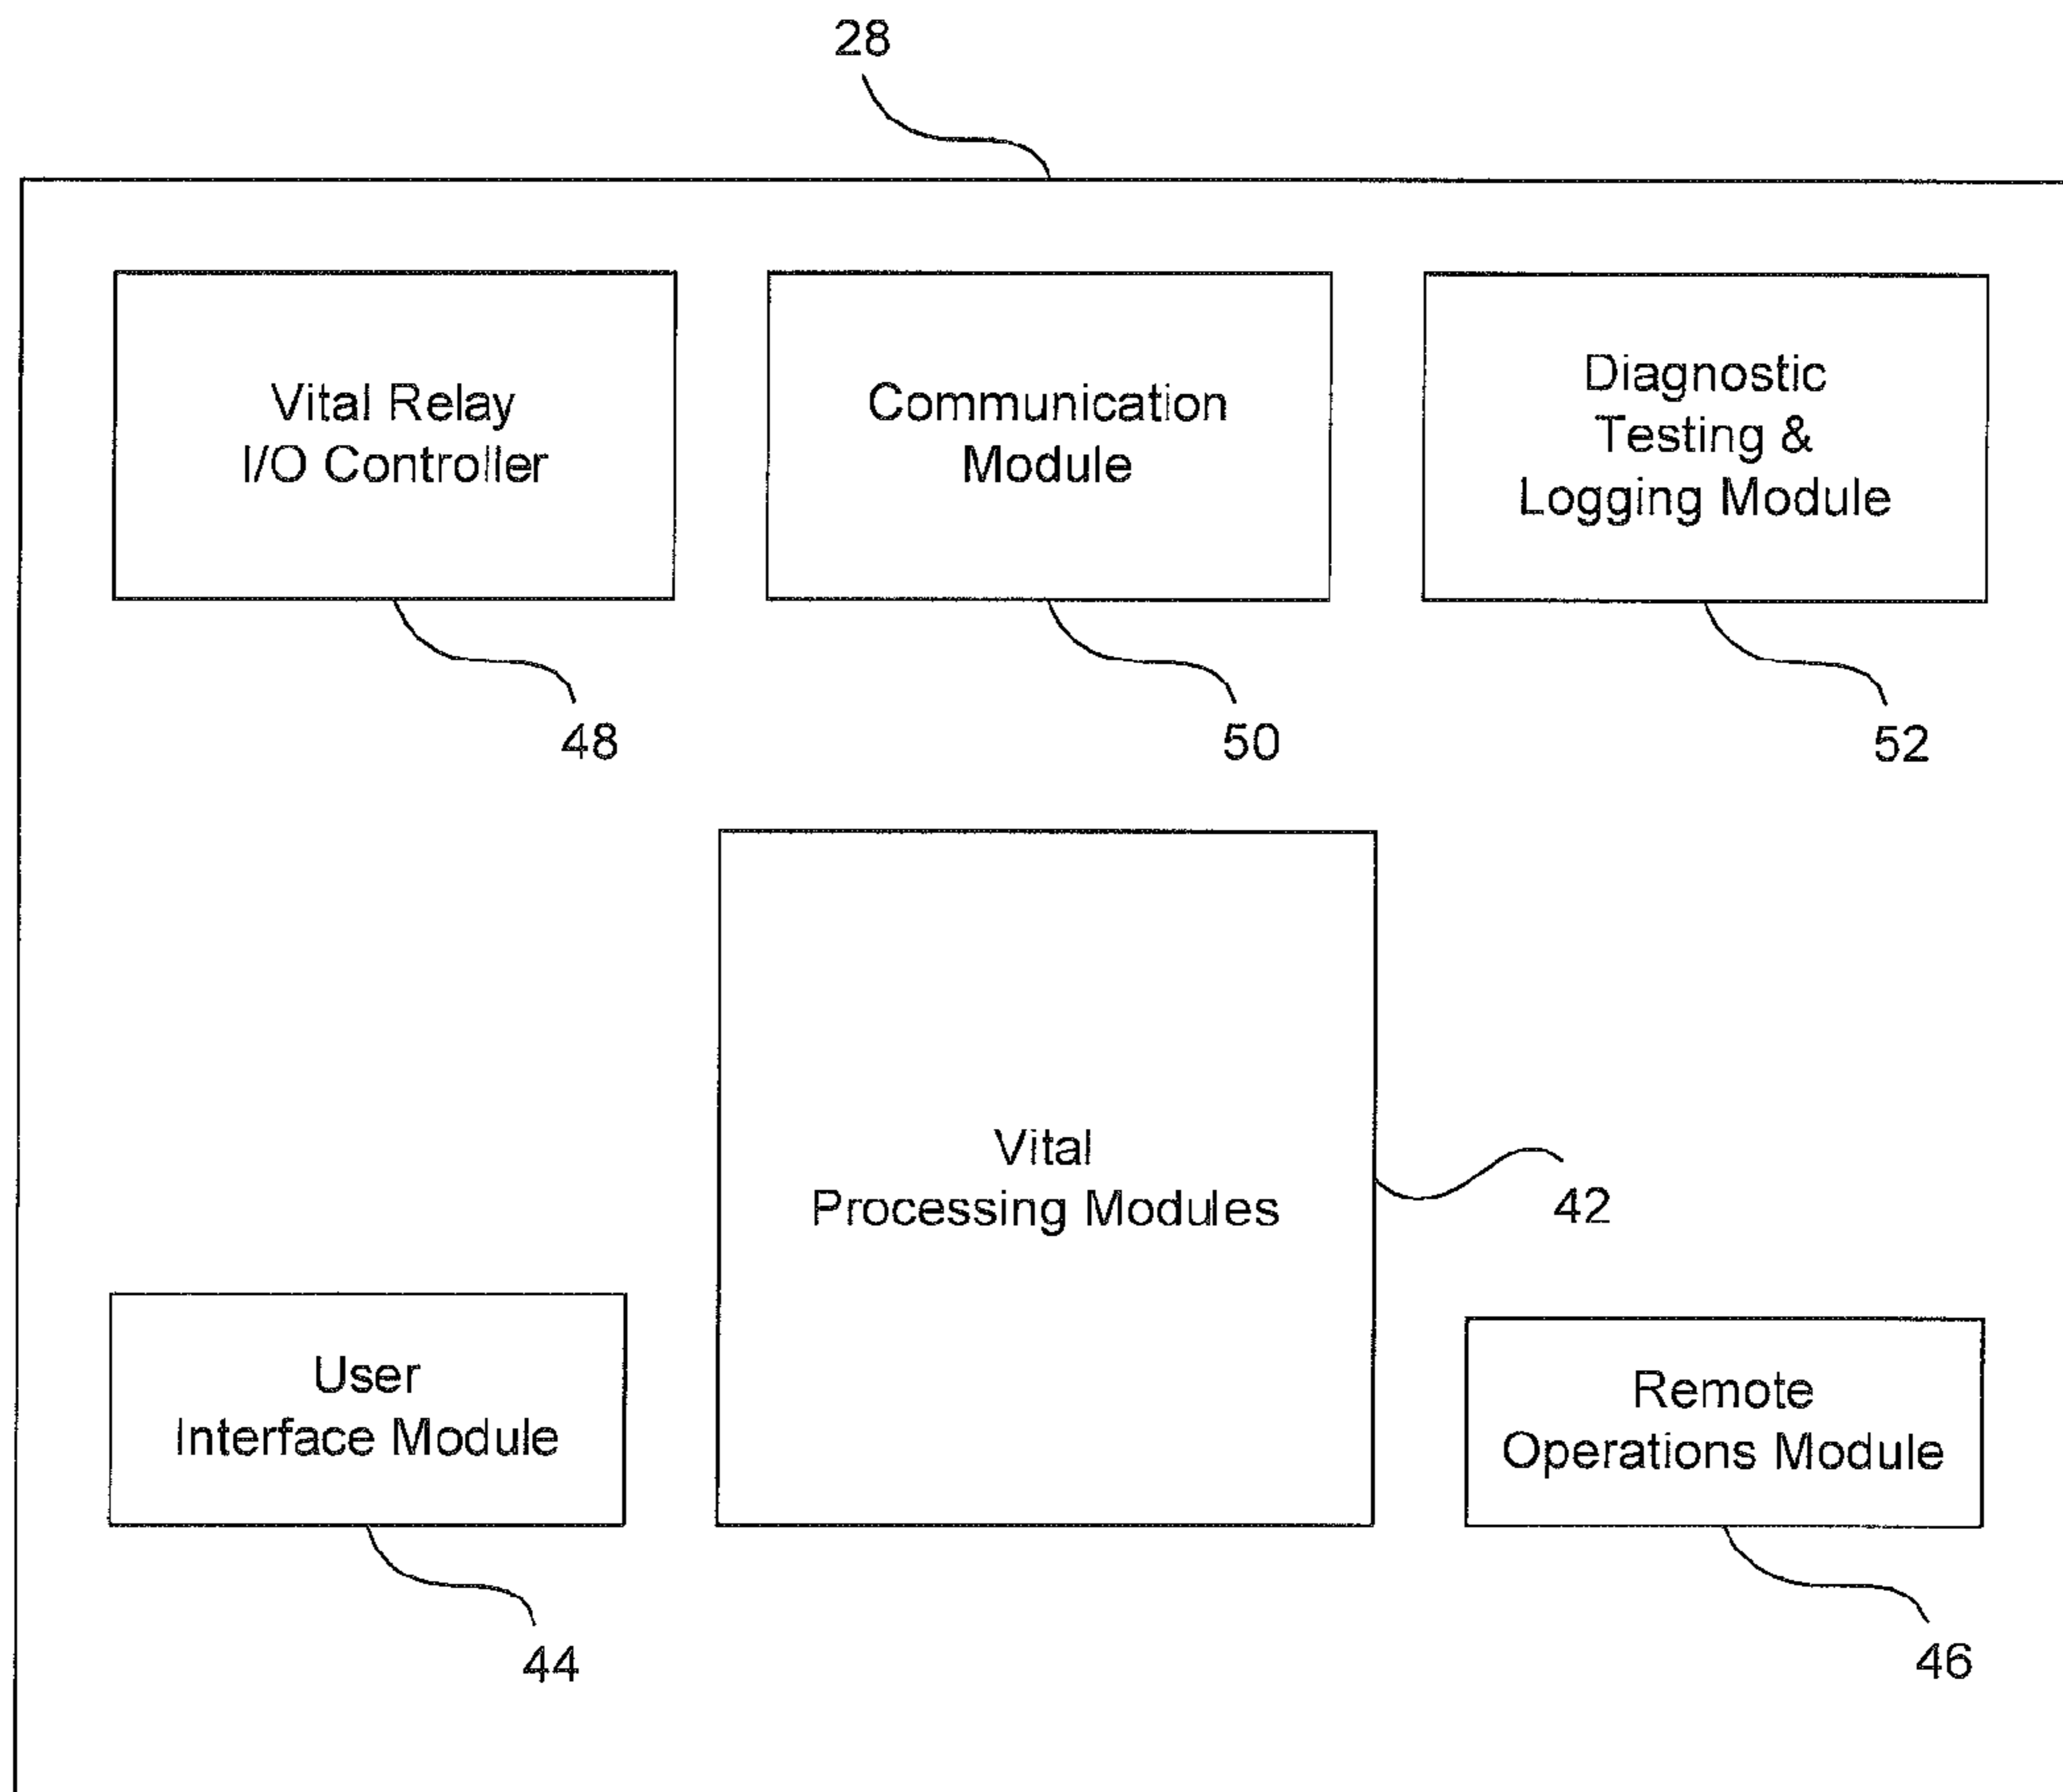 28
Vital Relay
I/O Controller
Communication
Module
Diagnostic
Testing &
Logging Module
48
50
52
Vital
Processing Modules
42
User
Interface Module
Remote
Operations Module
44
46